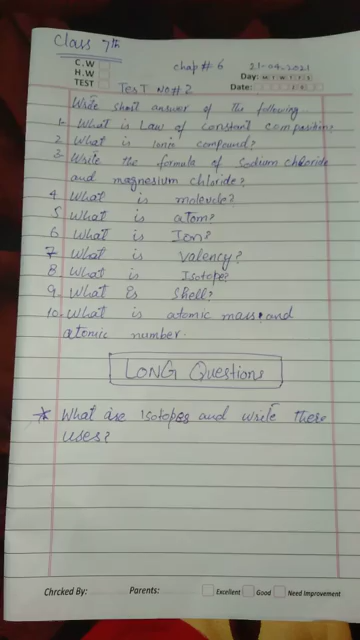 Class 7th
C.W
H.W
TEST
chap # 6
21-04-2021
Day: M T W T F S
Date: 20
Test No # 2
Write short answer of the following
1. What is Law of constant composition?
2. What is ionic compound?
3. Write the formula of Sodium chloride
and magnesium chloride?
4. What is molecule?
5 What is atom?
6 What is Ion?
7 What is valency?
8. What is Isotope?
9. What is shell?
10. What is atomic mass, and
atomic number.
LONG Questions
* What are Isotopes and write there
uses?
Chrcked By:
Parents:
Excellent
Good
Need Improvement